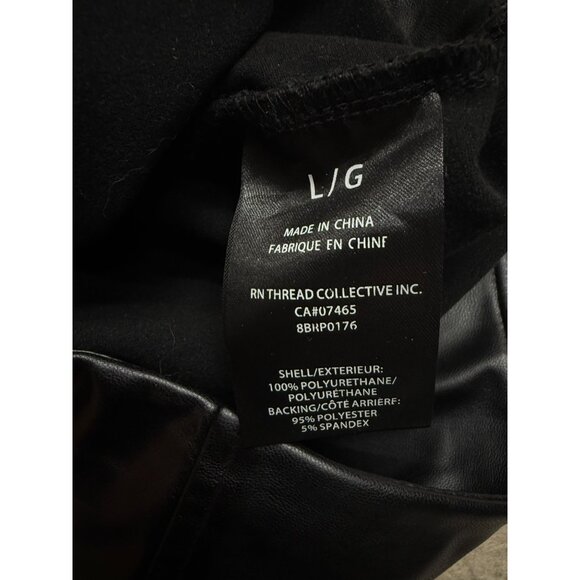 L/G
MADE IN CHINA
FABRIQUE EN CHINE
RN THREAD COLLECTIVE INC.
CA#07465
8BRP0176
SHELL/EXTERIEUR:
100% POLYURETHANE/
POLYURÉTHANE
BACKING/CÔTÉ ARRIERE:
95% POLYESTER
5% SPANDEX